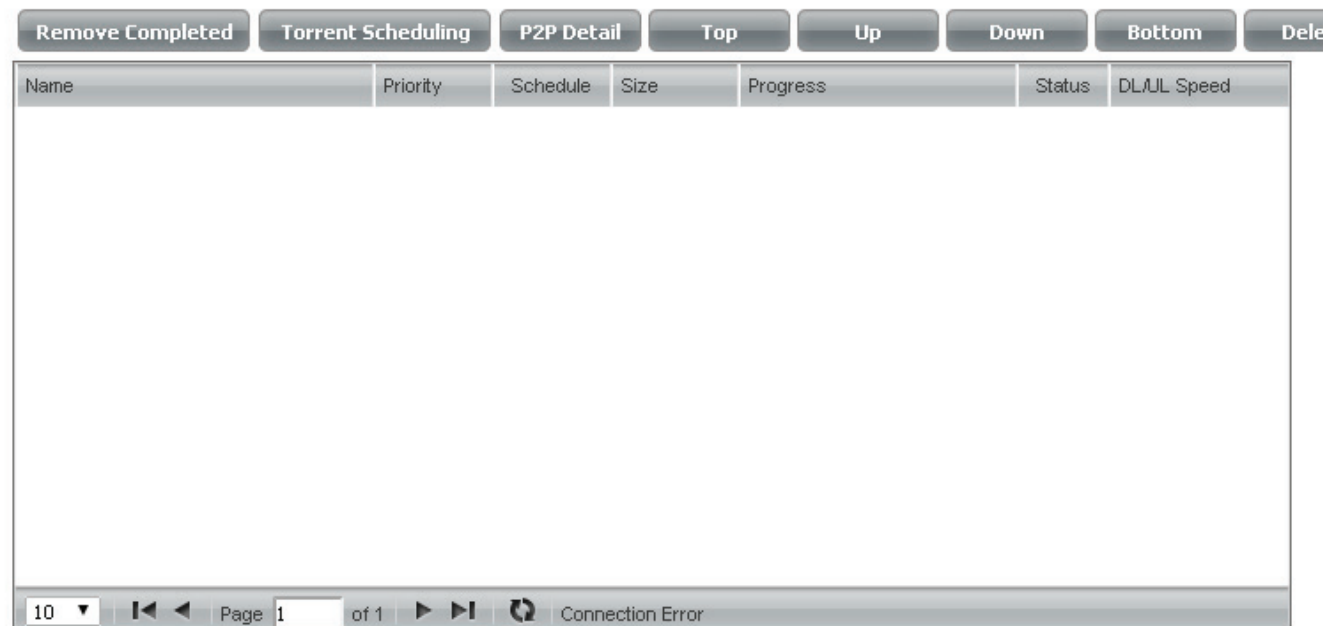 Remove Completed Torrent Scheduling P2P Detail Top Up Down Bottom Dele
Name Priority Schedule Size Progress Status DL/UL Speed
10 Page 1 of 1 Connection Error